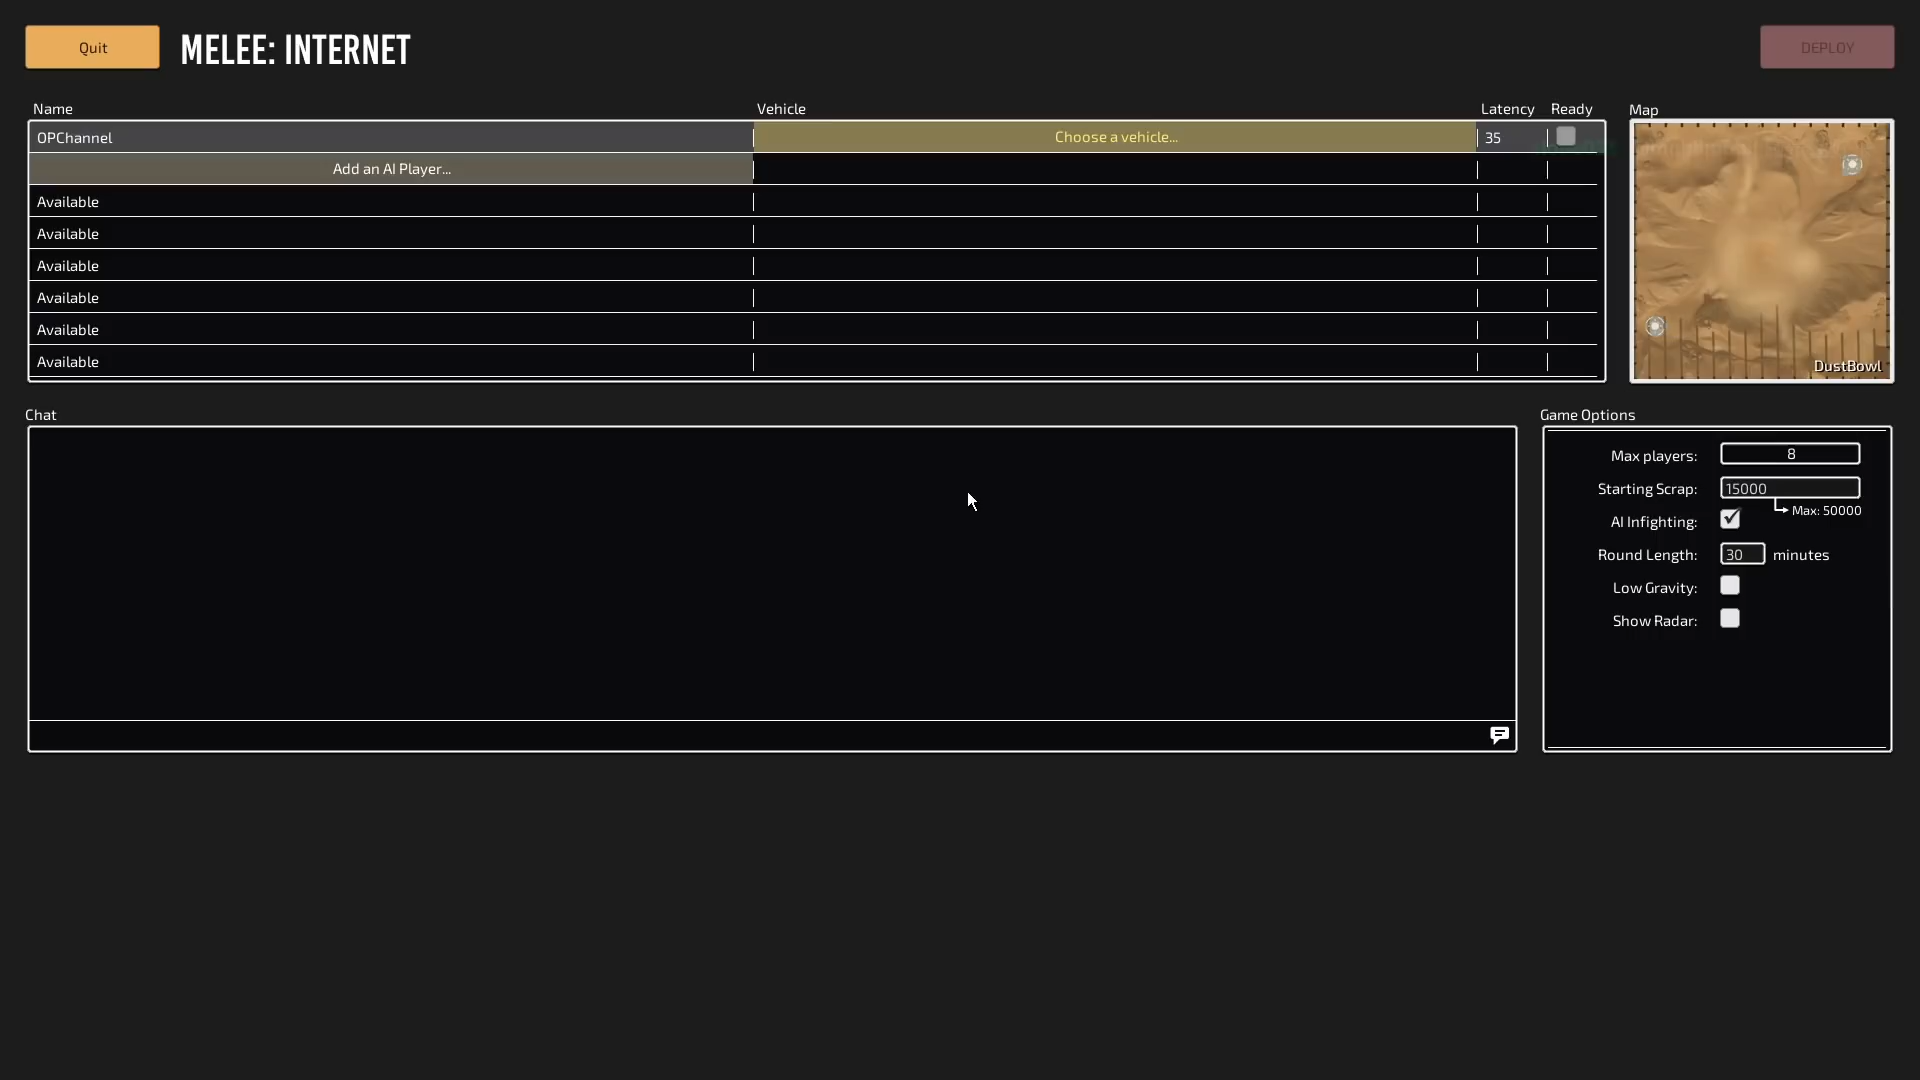 Quit
MELEE: INTERNET
DEPLOY
Name Vehicle Latency Ready Map
OPChannel Choose a vehicle... 35
Add an AI Player...
Available
Available
Available
Available
Available
Available
DustBowl
Chat
Game Options
Max players: 8
Starting Scrap: 15000
Max: 50000
AI Infighting:
Round Length: 30 minutes
Low Gravity:
Show Radar: